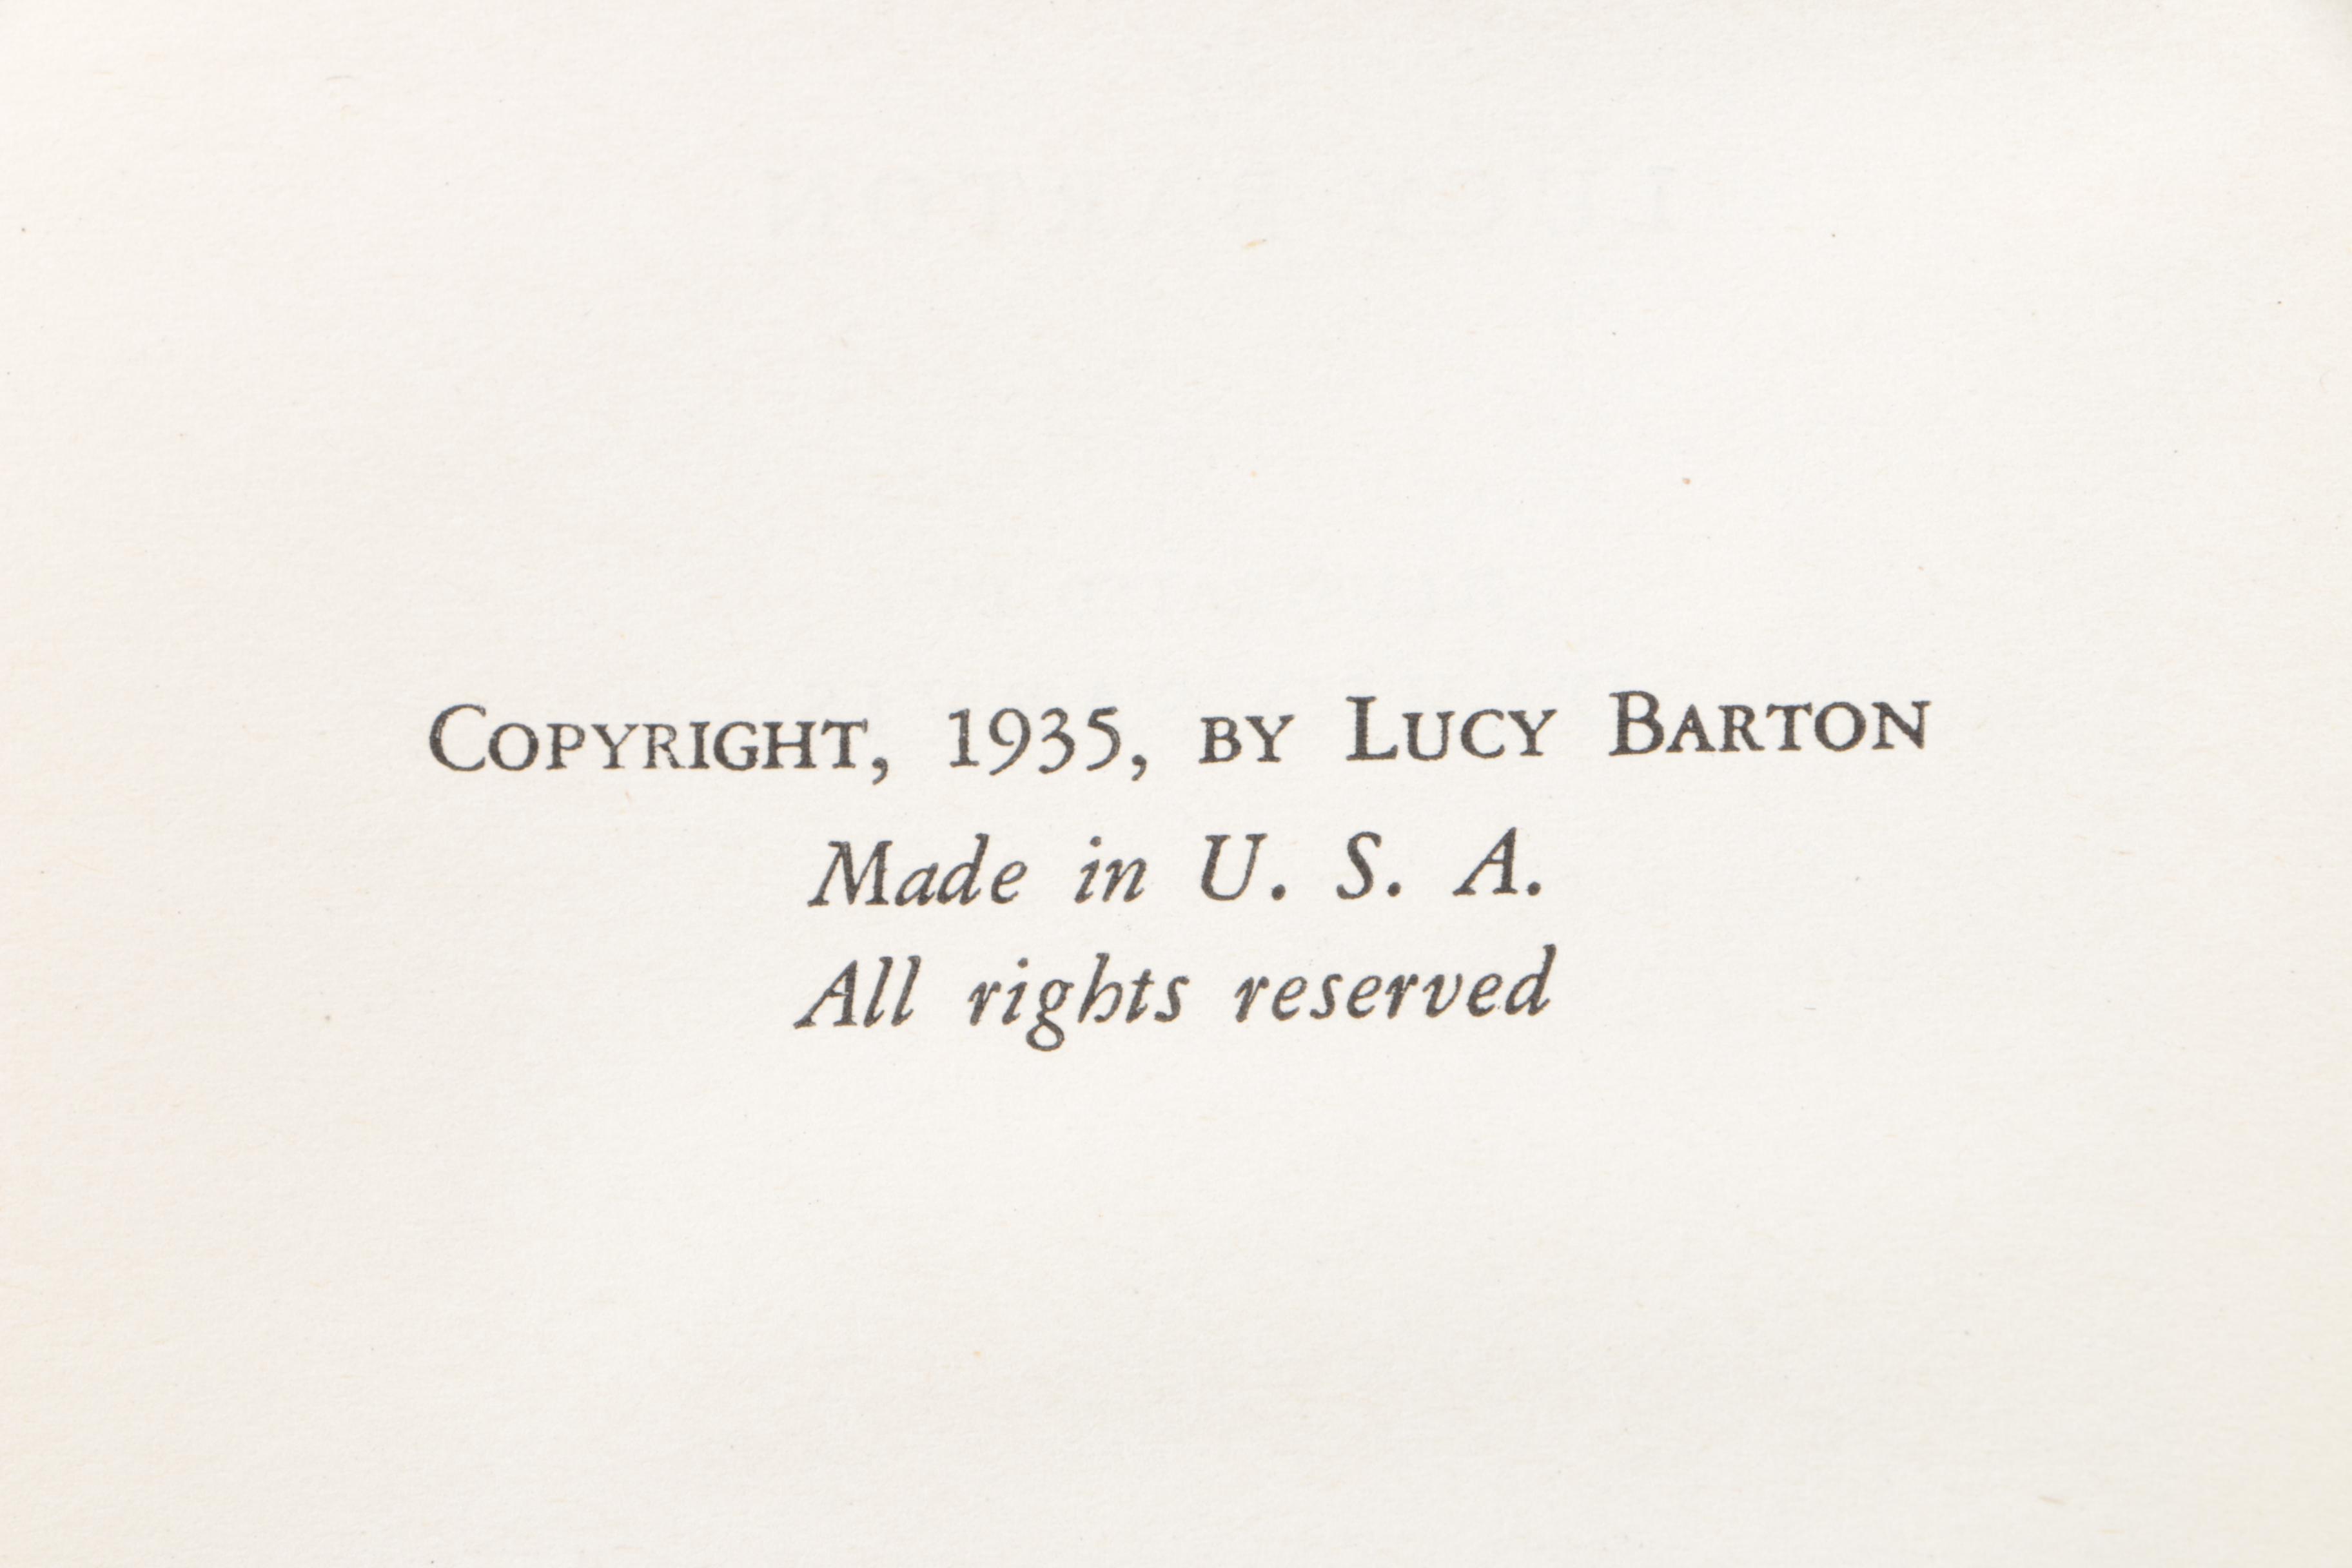 Copyright, 1935, by Lucy Barton
Made in U. S. A.
All rights reserved